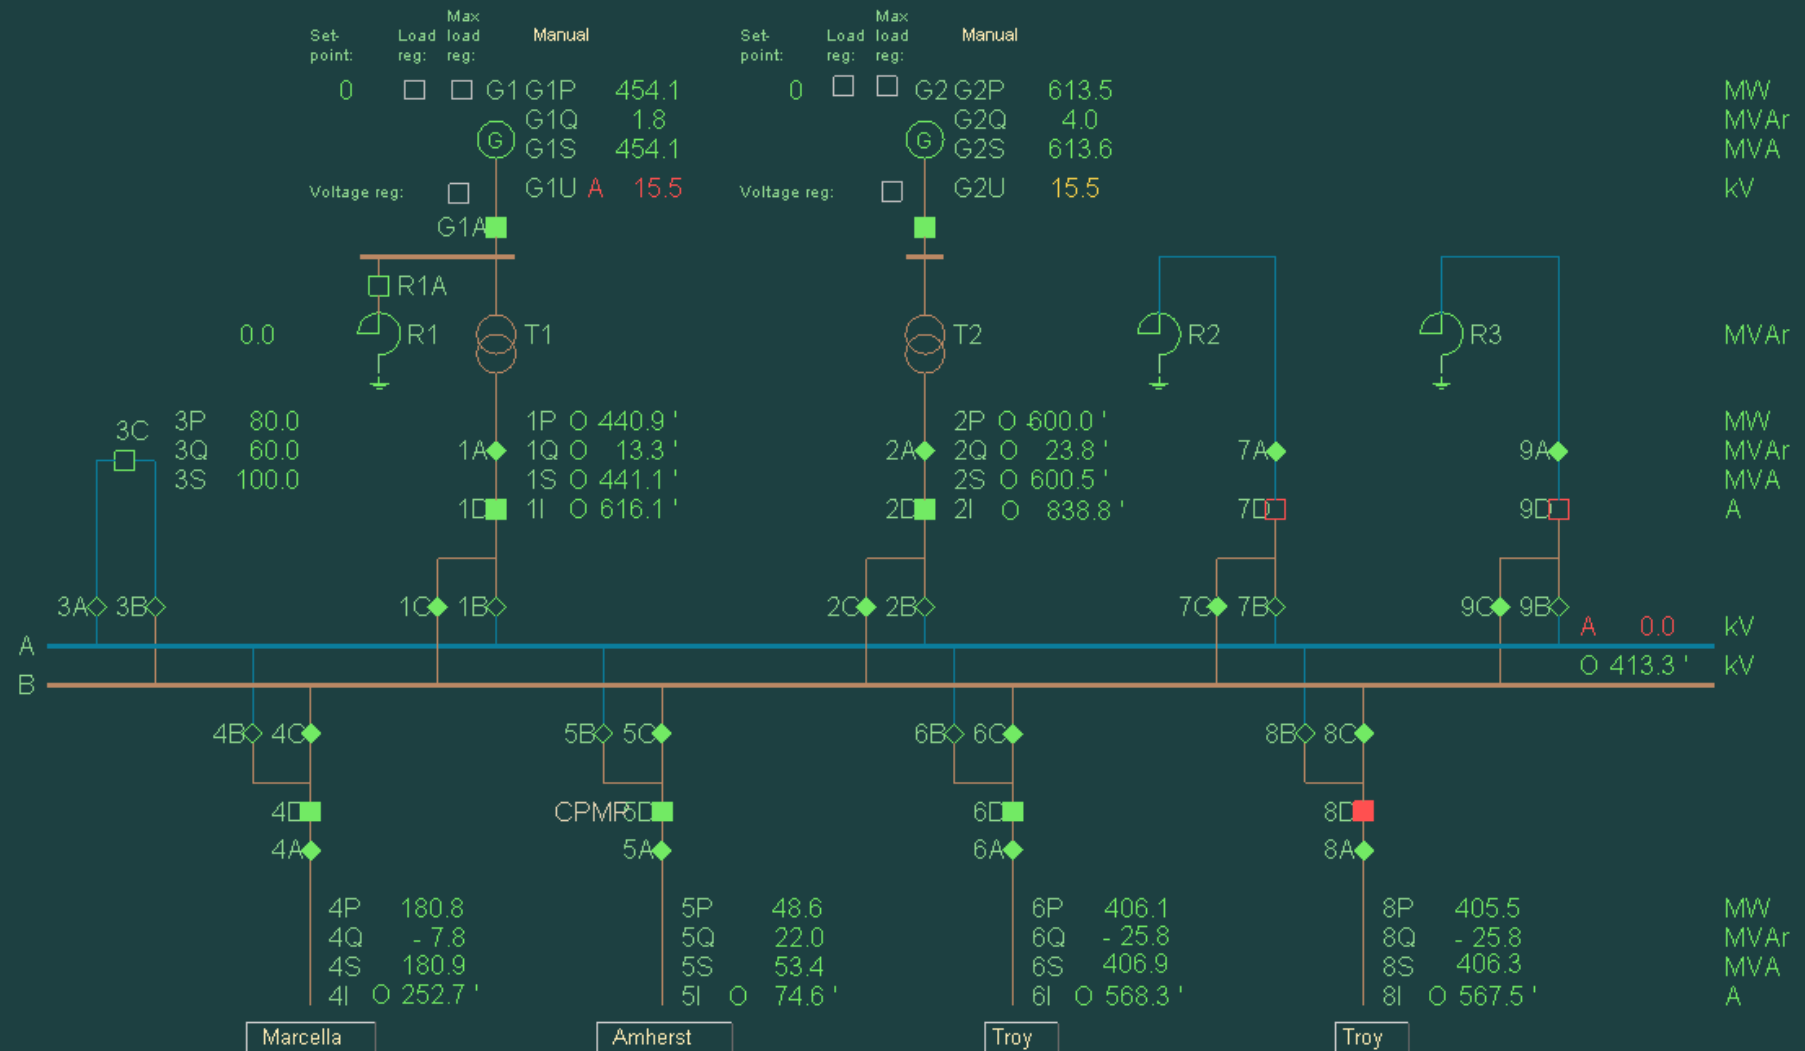 Max Max
Set- Load load Manual Set- Load load Manual
point: reg: reg: point: reg: reg:
0 G1 G1P 454.1 0 G2 G2P 613.5 MW
G1Q 1.8 G2Q 4.0 MVAr
G G1S 454.1 G G2S 613.6 MVA
Voltage reg: G1U A 15.5 Voltage reg: G2U 15.5 kV
G1A
R1A
0.0 R1 T1 T2 R2 R3 MVAr
3P 80.0 1P O -440.9 ' 2P O -600.0 ' MW
3C 3Q 60.0 1A 1Q O 13.3 ' 2A 2Q O 23.8 ' 7A 9A MVAr
3S 100.0 1S O 441.1 ' 2S O 600.5 ' MVA
1D 1I O 616.1 ' 2D 2I O 838.8 ' 7D 9D A
3A 3B 1C 1B 2C 2B 7C 7B 9C 9B
A A 0.0 kV
B O 413.3 ' kV
4B 4C 5B 5C 6B 6C 8B 8C
4D CPMP 5D 6D 8D
4A 5A 6A 8A
4P 180.8 5P 48.6 6P 406.1 8P 405.5 MW
4Q - 7.8 5Q 22.0 6Q - 25.8 8Q - 25.8 MVAr
4S 180.9 5S 53.4 6S 406.9 8S 406.3 MVA
4I O 252.7 ' 5I O 74.6 ' 6I O 568.3 ' 8I O 567.5 ' A
Marcella Amherst Troy Troy